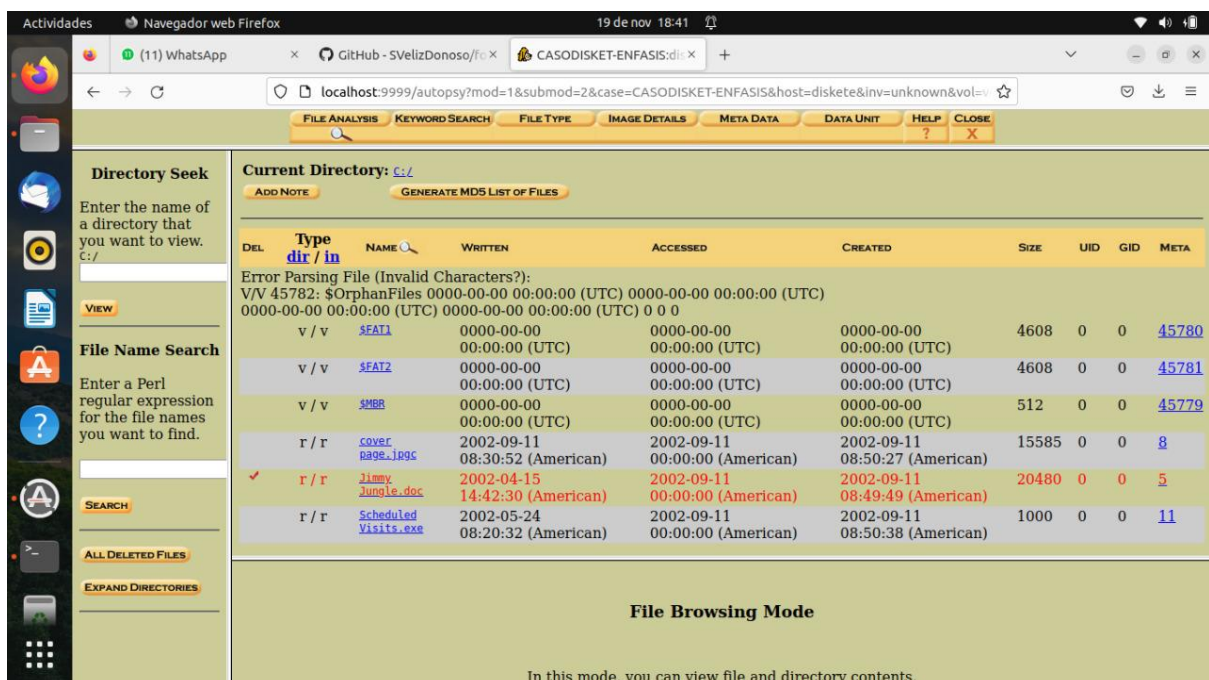 Actividades Navegador web Firefox 19 de nov 18:41
(11) WhatsApp × GitHub - SVelizDonoso/fo × CASODISKET-ENFASIS:dis × +
localhost:9999/autopsy?mod=1&submod=2&case=CASODISKET-ENFASIS&host=diskete&inv=unknown&vol=v
FILE ANALYSIS KEYWORD SEARCH FILE TYPE IMAGE DETAILS META DATA DATA UNIT HELP CLOSE
? X
Directory Seek
Enter the name of
a directory that
you want to view.
C:/
VIEW
File Name Search
Enter a Perl
regular expression
for the file names
you want to find.
SEARCH
ALL DELETED FILES
EXPAND DIRECTORIES
Current Directory: C:/
ADD NOTE GENERATE MD5 LIST OF FILES
DEL Type NAME WRITTEN ACCESSED CREATED SIZE UID GID META
dir / in
Error Parsing File (Invalid Characters?):
V/V 45782: $OrphanFiles 0000-00-00 00:00:00 (UTC) 0000-00-00 00:00:00 (UTC)
0000-00-00 00:00:00 (UTC) 0000-00-00 00:00:00 (UTC) 0 0 0
v / v $FAT1 0000-00-00 0000-00-00 0000-00-00 4608 0 0 45780
00:00:00 (UTC) 00:00:00 (UTC) 00:00:00 (UTC)
v / v $FAT2 0000-00-00 0000-00-00 0000-00-00 4608 0 0 45781
00:00:00 (UTC) 00:00:00 (UTC) 00:00:00 (UTC)
v / v $MBR 0000-00-00 0000-00-00 0000-00-00 512 0 0 45779
00:00:00 (UTC) 00:00:00 (UTC) 00:00:00 (UTC)
r / r cover 2002-09-11 2002-09-11 2002-09-11 15585 0 0 8
page.jpgc 08:30:52 (American) 00:00:00 (American) 08:50:27 (American)
r / r Jimmy 2002-04-15 2002-09-11 2002-09-11 20480 0 0 5
Jungle.doc 14:42:30 (American) 00:00:00 (American) 08:49:49 (American)
r / r Scheduled 2002-05-24 2002-09-11 2002-09-11 1000 0 0 11
Visits.exe 08:20:32 (American) 00:00:00 (American) 08:50:38 (American)
File Browsing Mode
In this mode, you can view file and directory contents.